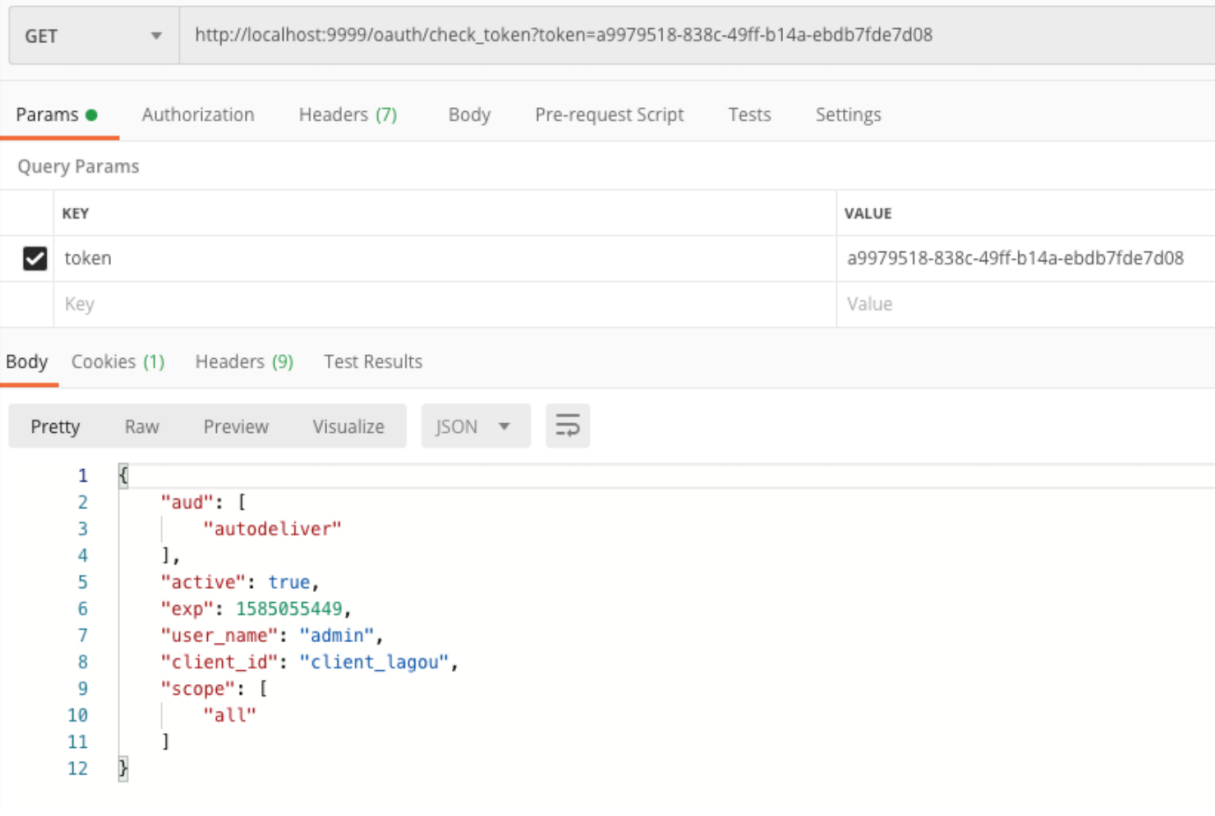 GET http://localhost:9999/oauth/check_token?token=a9979518-838c-49ff-b14a-ebdb7fde7d08
Params Authorization Headers (7) Body Pre-request Script Tests Settings
Query Params
KEY VALUE
token a9979518-838c-49ff-b14a-ebdb7fde7d08
Key Value
Body Cookies (1) Headers (9) Test Results
Pretty Raw Preview Visualize JSON
1 {
2 "aud": [
3 "autodeliver"
4 ],
5 "active": true,
6 "exp": 1585055449,
7 "user_name": "admin",
8 "client_id": "client_lagou",
9 "scope": [
10 "all"
11 ]
12 }